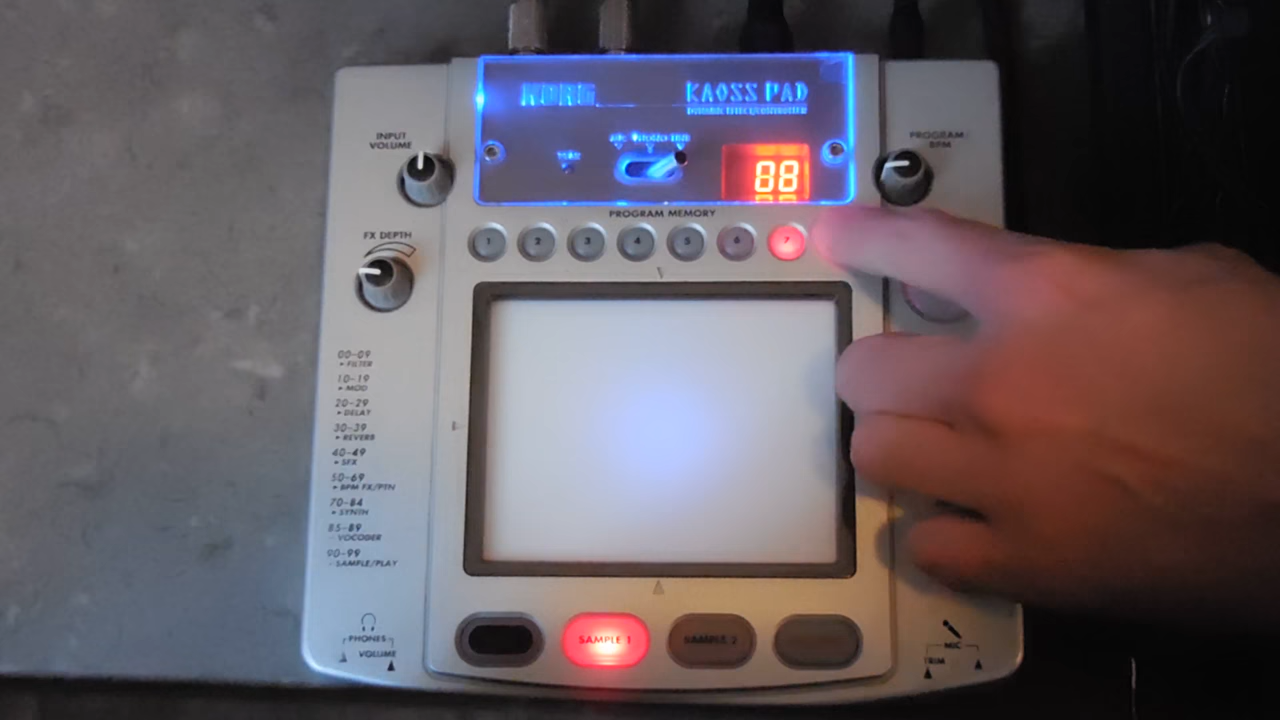 KORG
KAOSS PAD
DYNAMIC EFFECT/CONTROLLER
INPUT
VOLUME
PROGRAM/
BPM
88
PROGRAM MEMORY
1 2 3 4 5 6 7
FX DEPTH
00-09
▸ FILTER
10-19
▸ MOD
20-29
▸ DELAY
30-39
▸ REVERB
40-49
▸ SFX
50-69
▸ BPM FX/PTN
70-84
▸ SYNTH
85-89
- VOCODER
90-99
- SAMPLE/PLAY
SAMPLE 1
SAMPLE 2
PHONES
VOLUME
MIC
TRIM